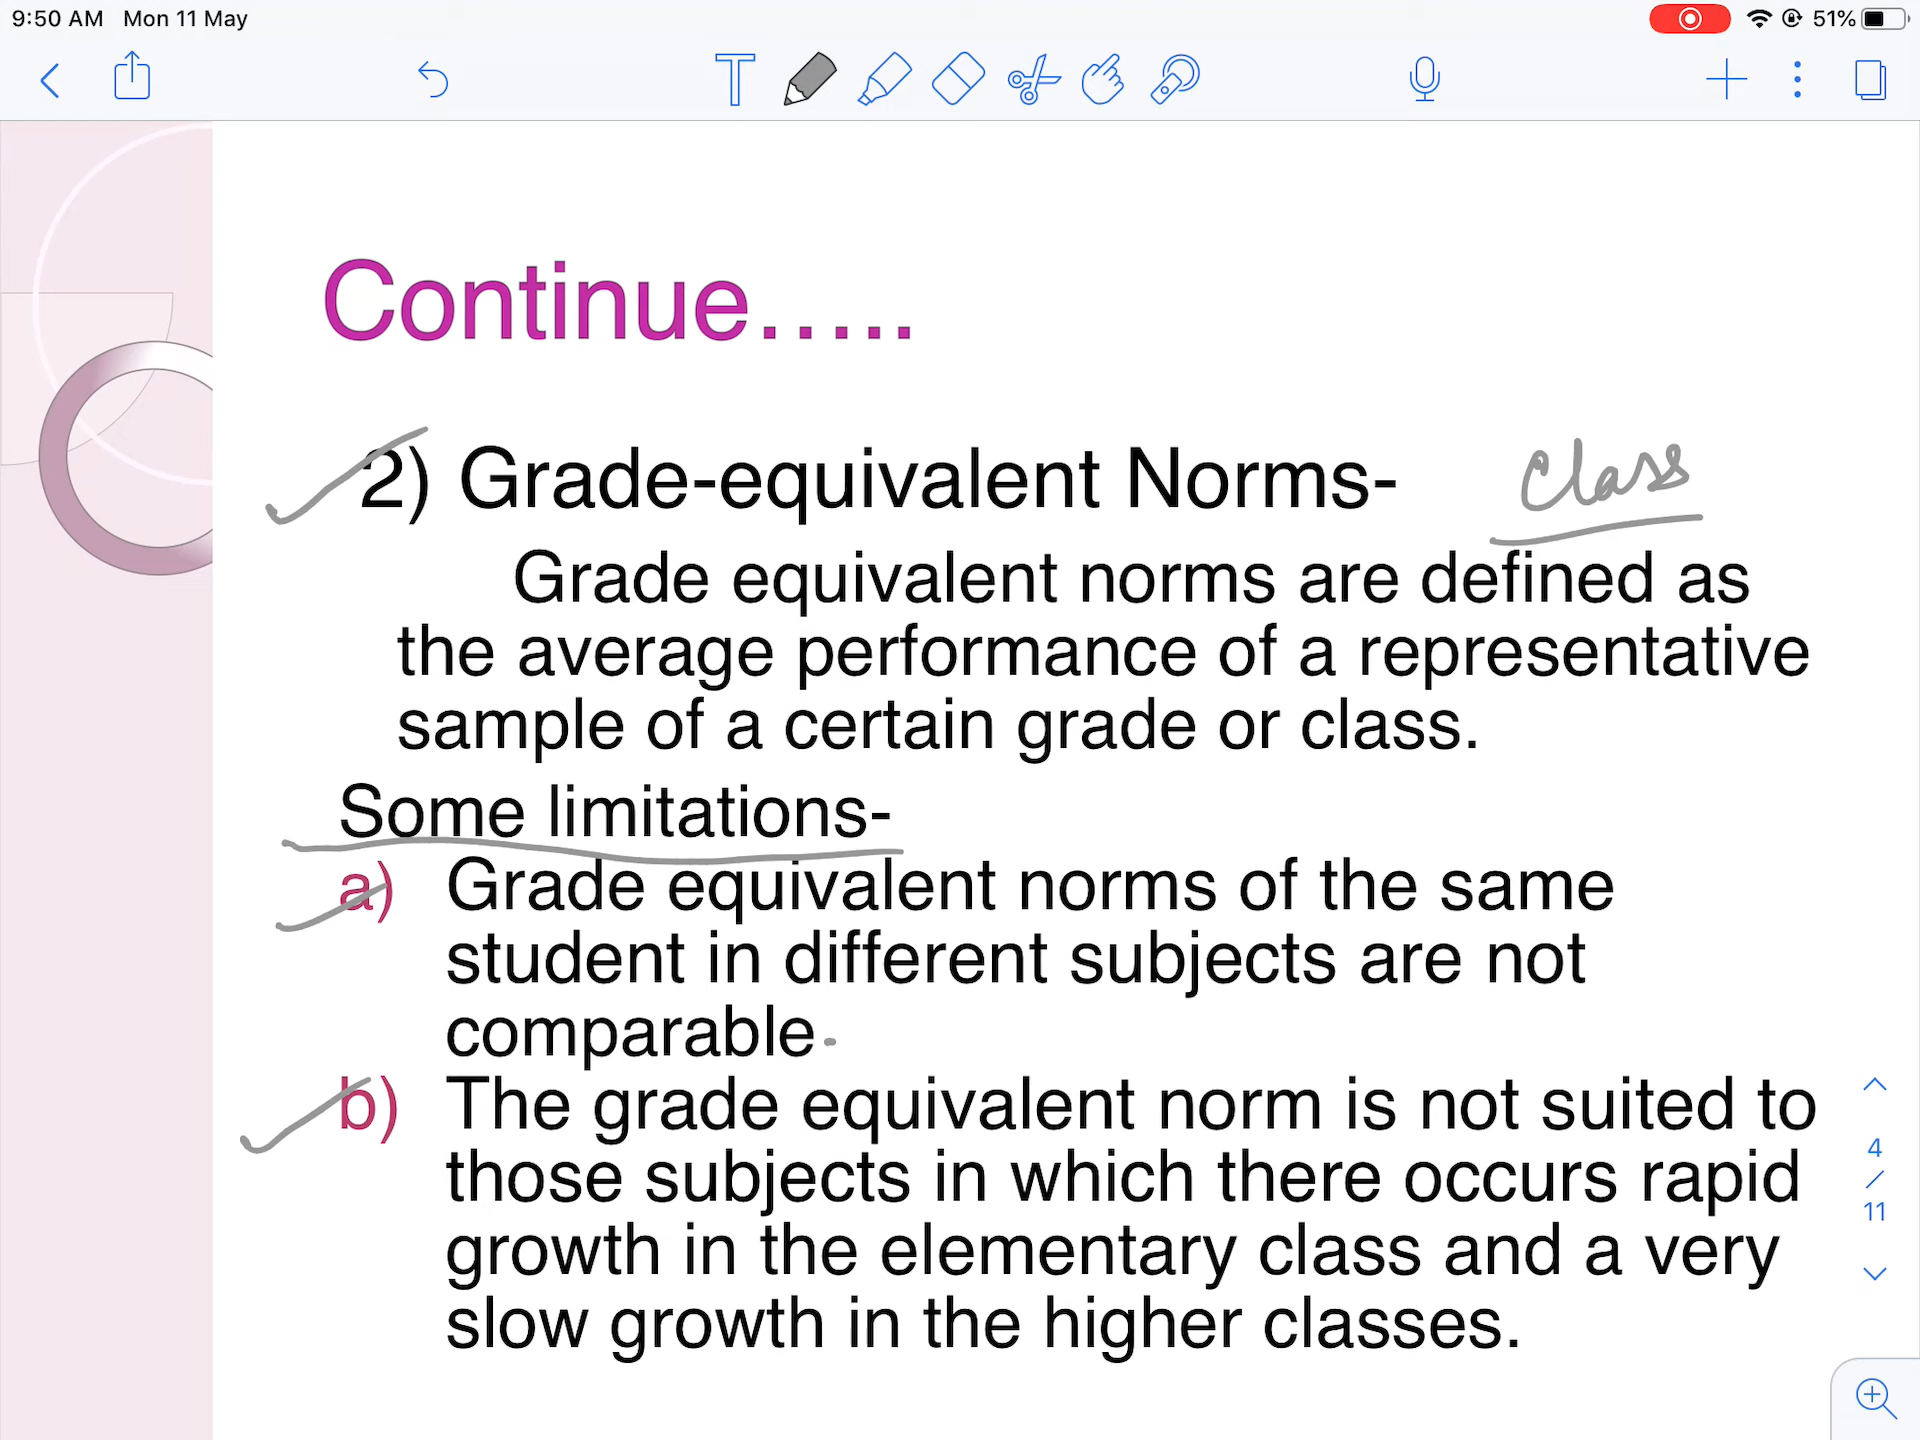 9:50 AM Mon 11 May
51%
T
Continue.....
2) Grade-equivalent Norms-
class
Grade equivalent norms are defined as
the average performance of a representative
sample of a certain grade or class.
Some limitations-
a) Grade equivalent norms of the same
student in different subjects are not
comparable.
b) The grade equivalent norm is not suited to
those subjects in which there occurs rapid
growth in the elementary class and a very
slow growth in the higher classes.
4
/
11